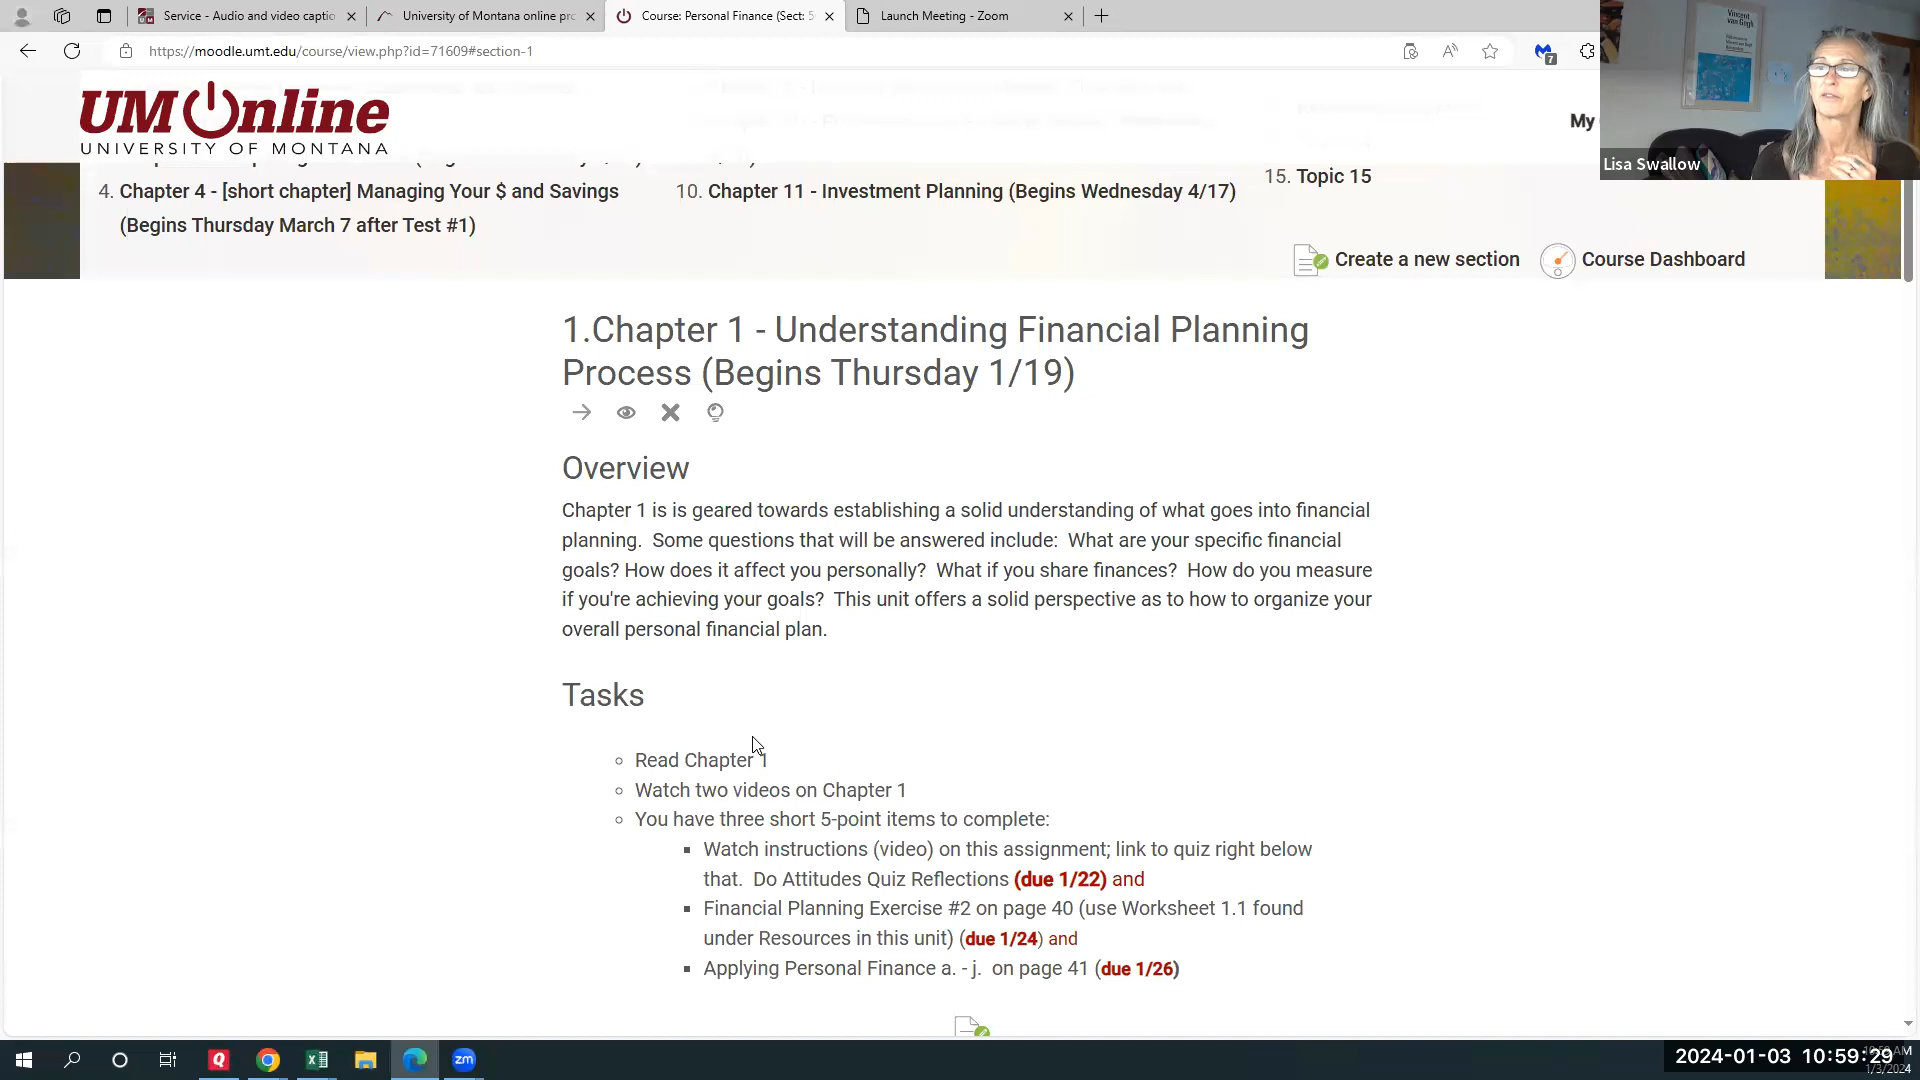 Service - Audio and video captio
University of Montana online pro
Course: Personal Finance (Sect: 5
Launch Meeting - Zoom
https://moodle.umt.edu/course/view.php?id=71609#section-1
7
Vincent
van Gogh
UM Online
UNIVERSITY OF MONTANA
My
Lisa Swallow
4. Chapter 4 - [short chapter] Managing Your $ and Savings
(Begins Thursday March 7 after Test #1)
10. Chapter 11 - Investment Planning (Begins Wednesday 4/17)
15. Topic 15
Create a new section
Course Dashboard
1.Chapter 1 - Understanding Financial Planning
Process (Begins Thursday 1/19)
Overview
Chapter 1 is is geared towards establishing a solid understanding of what goes into financial
planning. Some questions that will be answered include: What are your specific financial
goals? How does it affect you personally? What if you share finances? How do you measure
if you're achieving your goals? This unit offers a solid perspective as to how to organize your
overall personal financial plan.
Tasks
Read Chapter 1
Watch two videos on Chapter 1
You have three short 5-point items to complete:
Watch instructions (video) on this assignment; link to quiz right below
that. Do Attitudes Quiz Reflections (due 1/22) and
Financial Planning Exercise #2 on page 40 (use Worksheet 1.1 found
under Resources in this unit) (due 1/24) and
Applying Personal Finance a. - j. on page 41 (due 1/26)
zm
2024-01-03 10:59:29
1/3/2024